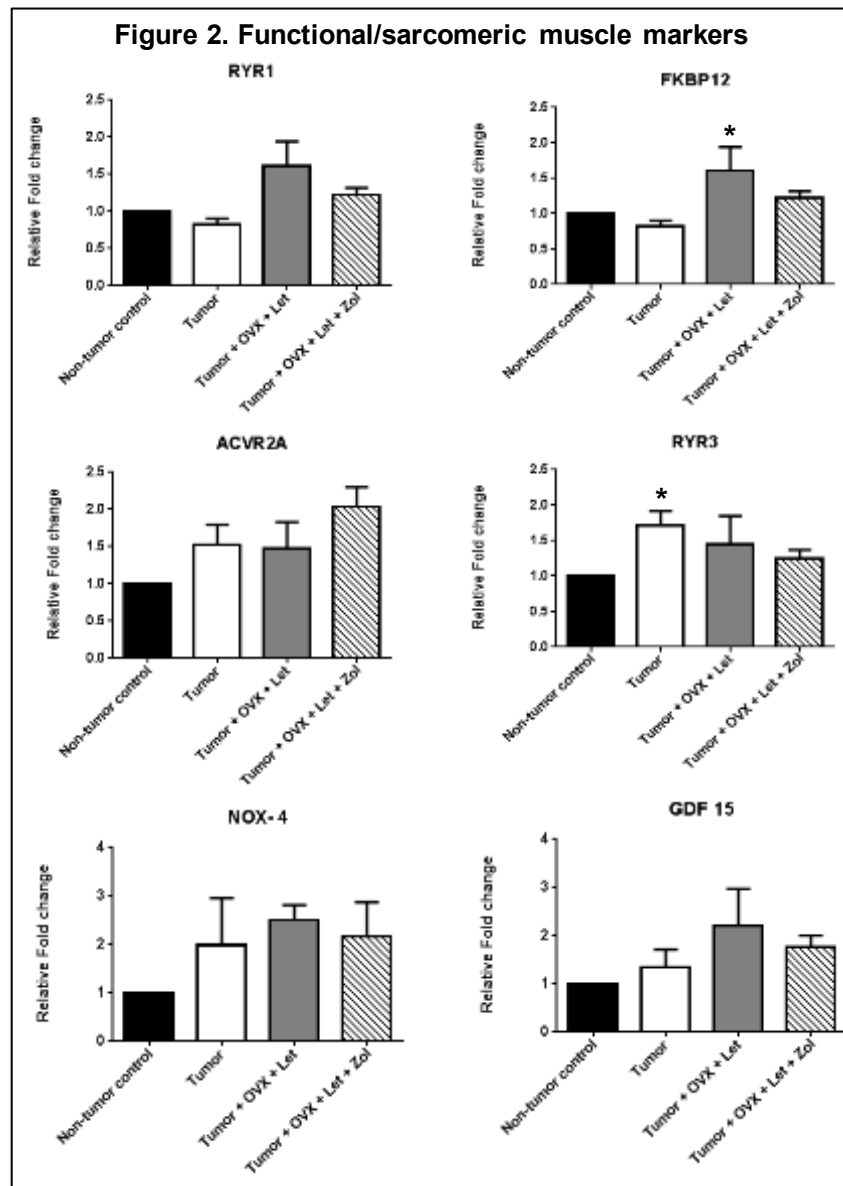 Figure 2. Functional/sarcomeric muscle markers
RYR1
Relative Fold change
2.5
2.0
1.5
1.0
0.5
0.0
Non-tumor control
Tumor
Tumor + OVX + Let
Tumor + OVX + Let + Zol
FKBP12
Relative Fold change
2.5
2.0
1.5
1.0
0.5
0.0
*
Non-tumor control
Tumor
Tumor + OVX + Let
Tumor + OVX + Let + Zol
ACVR2A
Relative Fold change
2.5
2.0
1.5
1.0
0.5
0.0
Non-tumor control
Tumor
Tumor + OVX + Let
Tumor + OVX + Let + Zol
RYR3
Relative Fold change
2.5
2.0
1.5
1.0
0.5
0.0
*
Non-tumor control
Tumor
Tumor + OVX + Let
Tumor + OVX + Let + Zol
NOX- 4
Relative Fold change
4
3
2
1
0
Non-tumor control
Tumor
Tumor + OVX + Let
Tumor + OVX + Let + Zol
GDF 15
Relative Fold change
4
3
2
1
0
Non-tumor control
Tumor
Tumor + OVX + Let
Tumor + OVX + Let + Zol